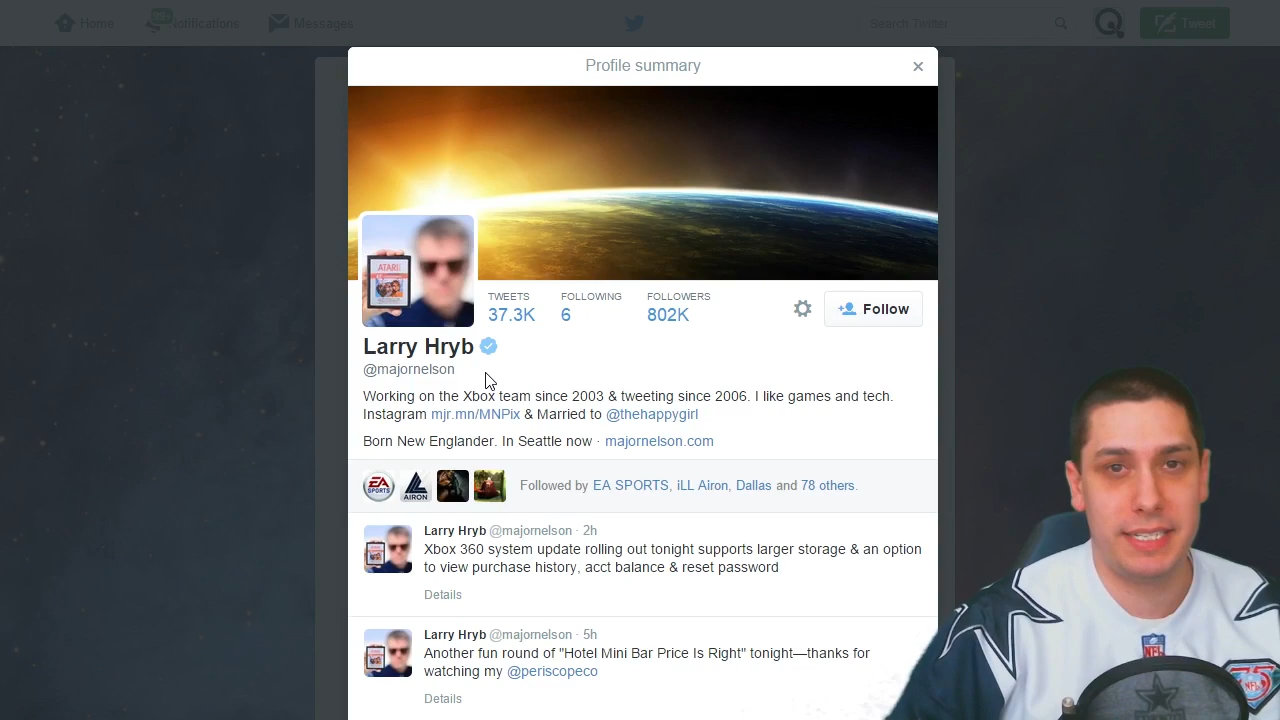 Home
Notifications
Messages
Search Twitter
Tweet
Profile summary
ATARI
TWEETS
FOLLOWING
FOLLOWERS
37.3K
6
802K
Follow
Larry Hryb
@majornelson
Working on the Xbox team since 2003 & tweeting since 2006. I like games and tech.
Instagram mjr.mn/MNPix & Married to @thehappygirl
Born New Englander. In Seattle now · majornelson.com
EA SPORTS
AIRON
Followed by EA SPORTS, iLL Airon, Dallas and 78 others.
Larry Hryb @majornelson · 2h
Xbox 360 system update rolling out tonight supports larger storage & an option
to view purchase history, acct balance & reset password
Details
Larry Hryb @majornelson · 5h
Another fun round of "Hotel Mini Bar Price Is Right" tonight—thanks for
watching my @periscopeco
Details
NFL
75
NFL